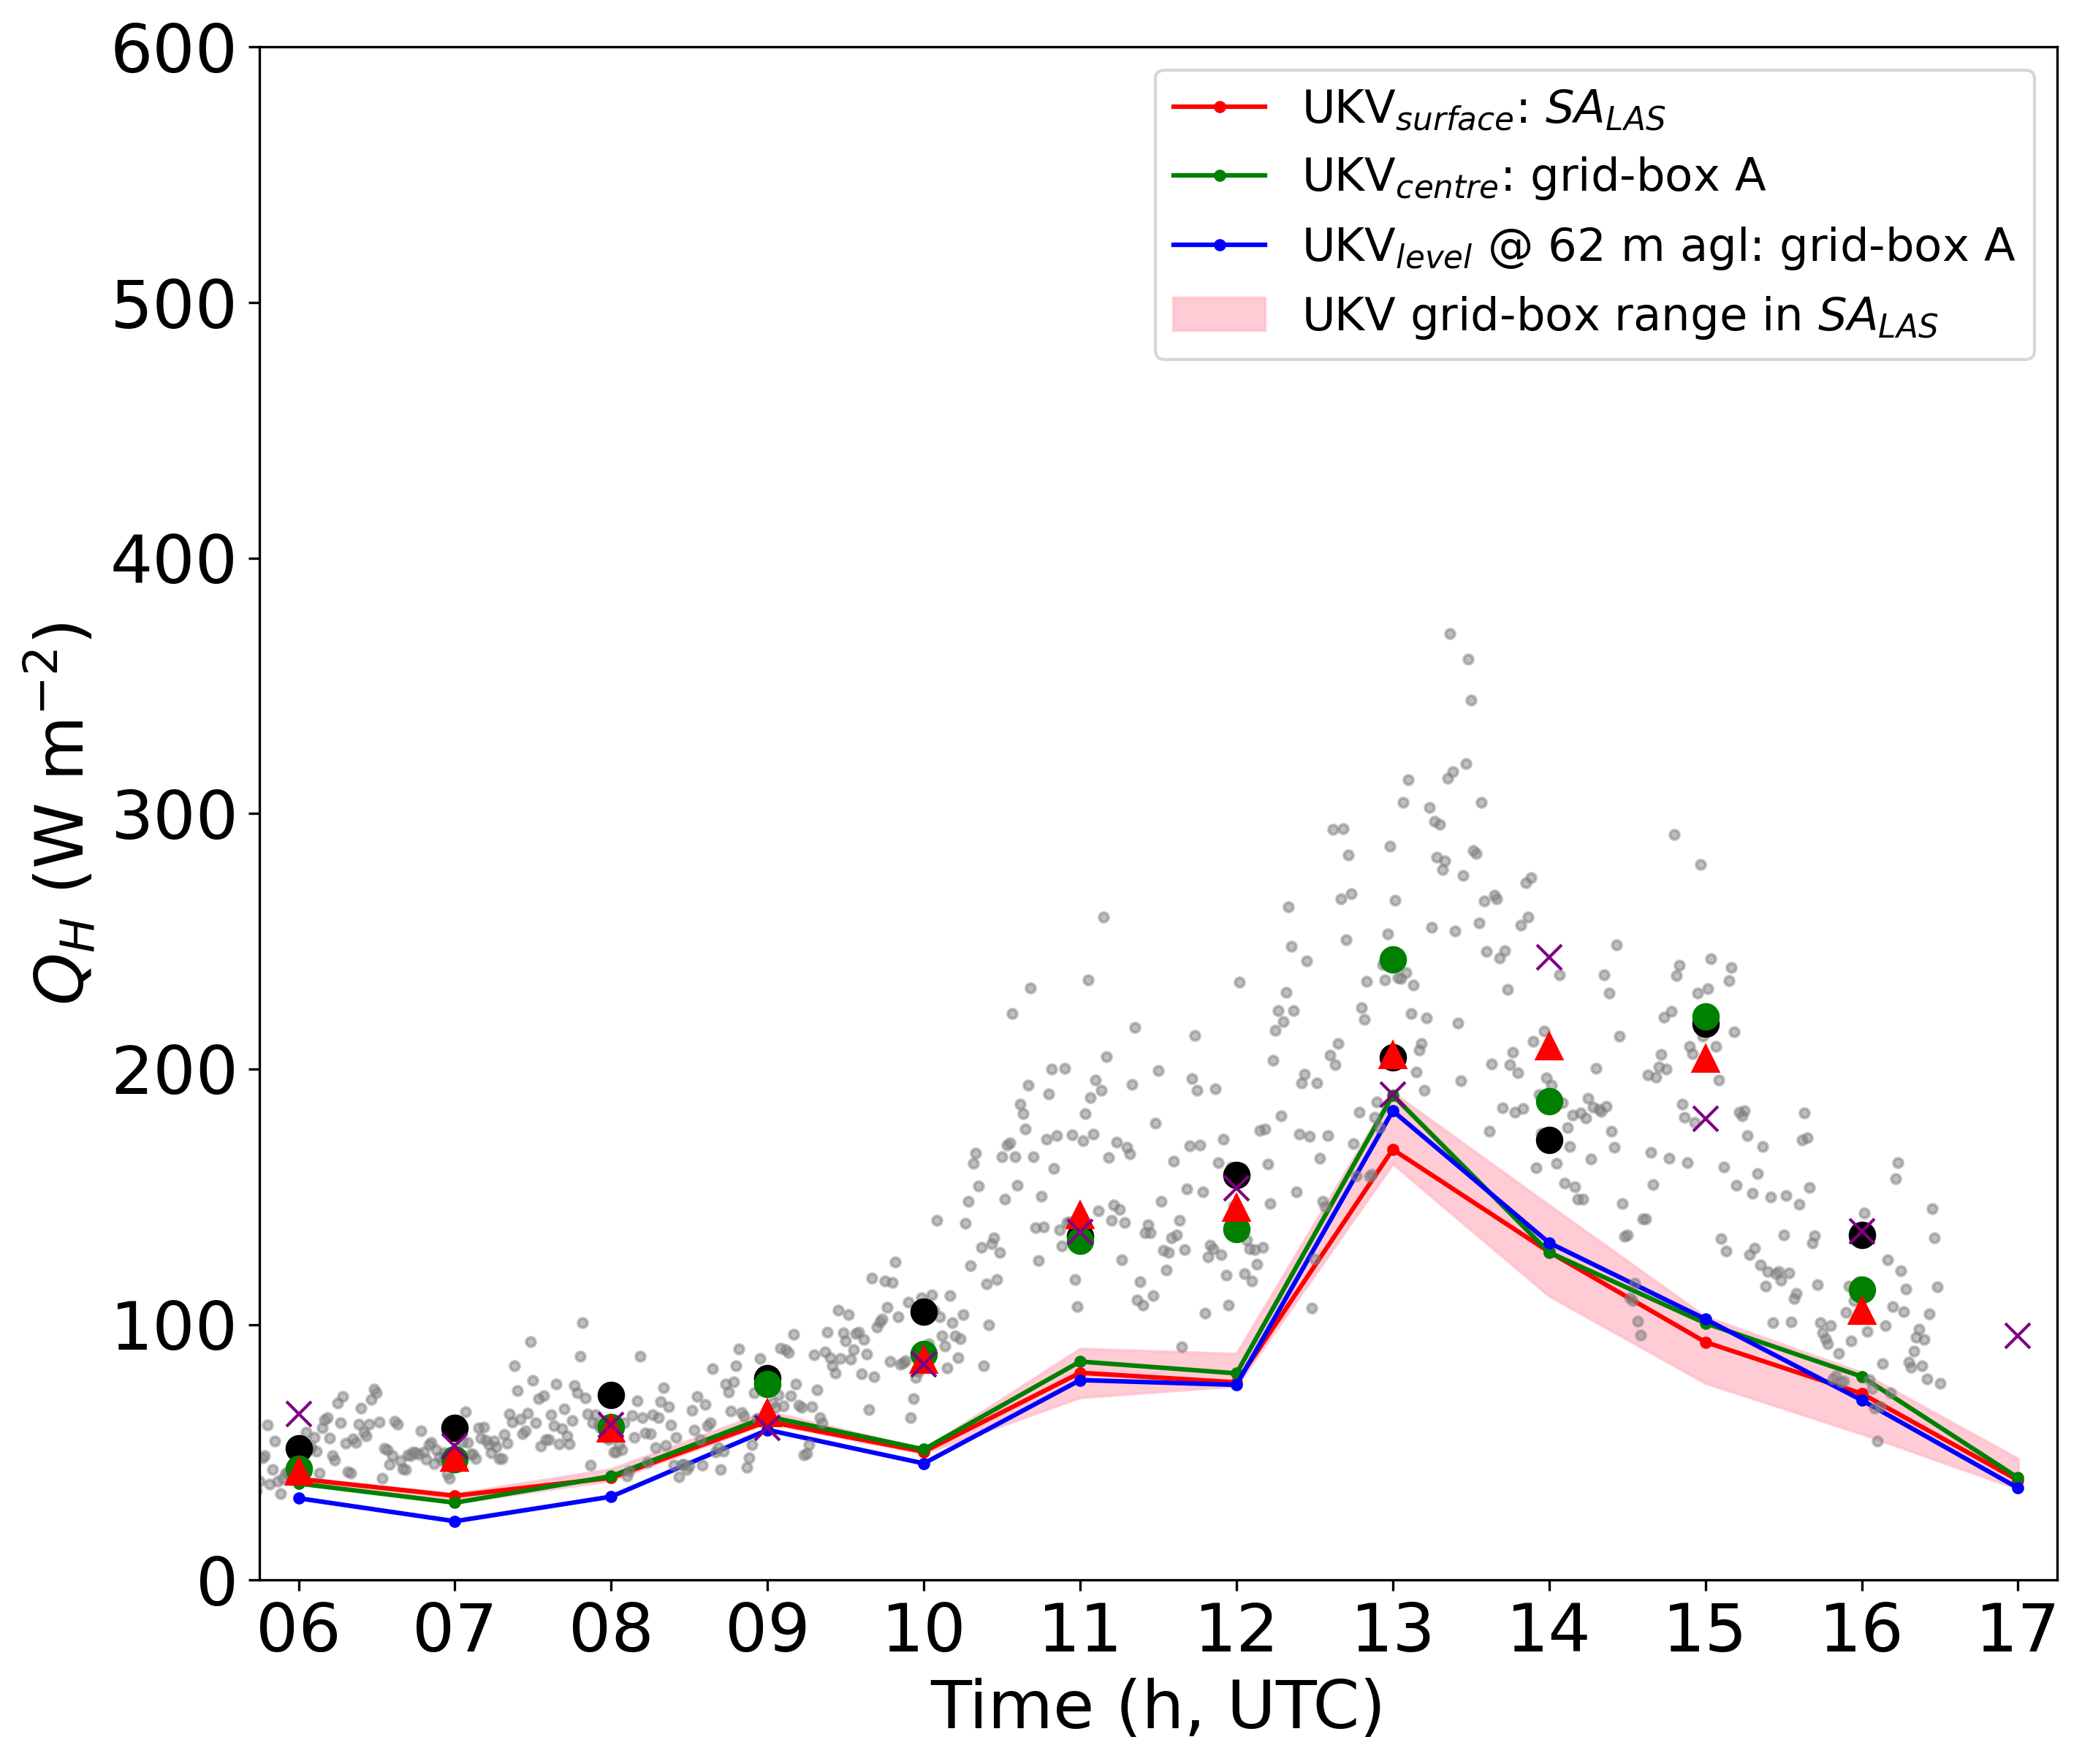 600
500
400
300
200
100
0
Q_H (W m⁻²)
UKV_surface: SA_LAS
UKV_centre: grid-box A
UKV_level @ 62 m agl: grid-box A
UKV grid-box range in SA_LAS
06 07 08 09 10 11 12 13 14 15 16 17
Time (h, UTC)